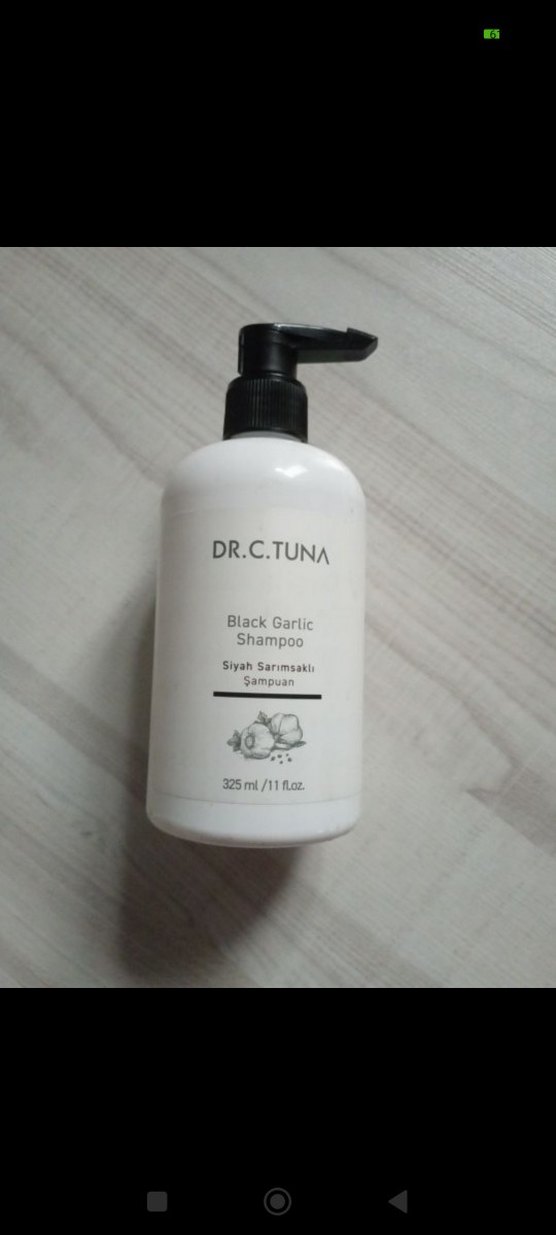 DR.C.TUNA
Black Garlic
Shampoo
Siyah Sarımsaklı
Şampuan
325 ml /11 fl.oz.